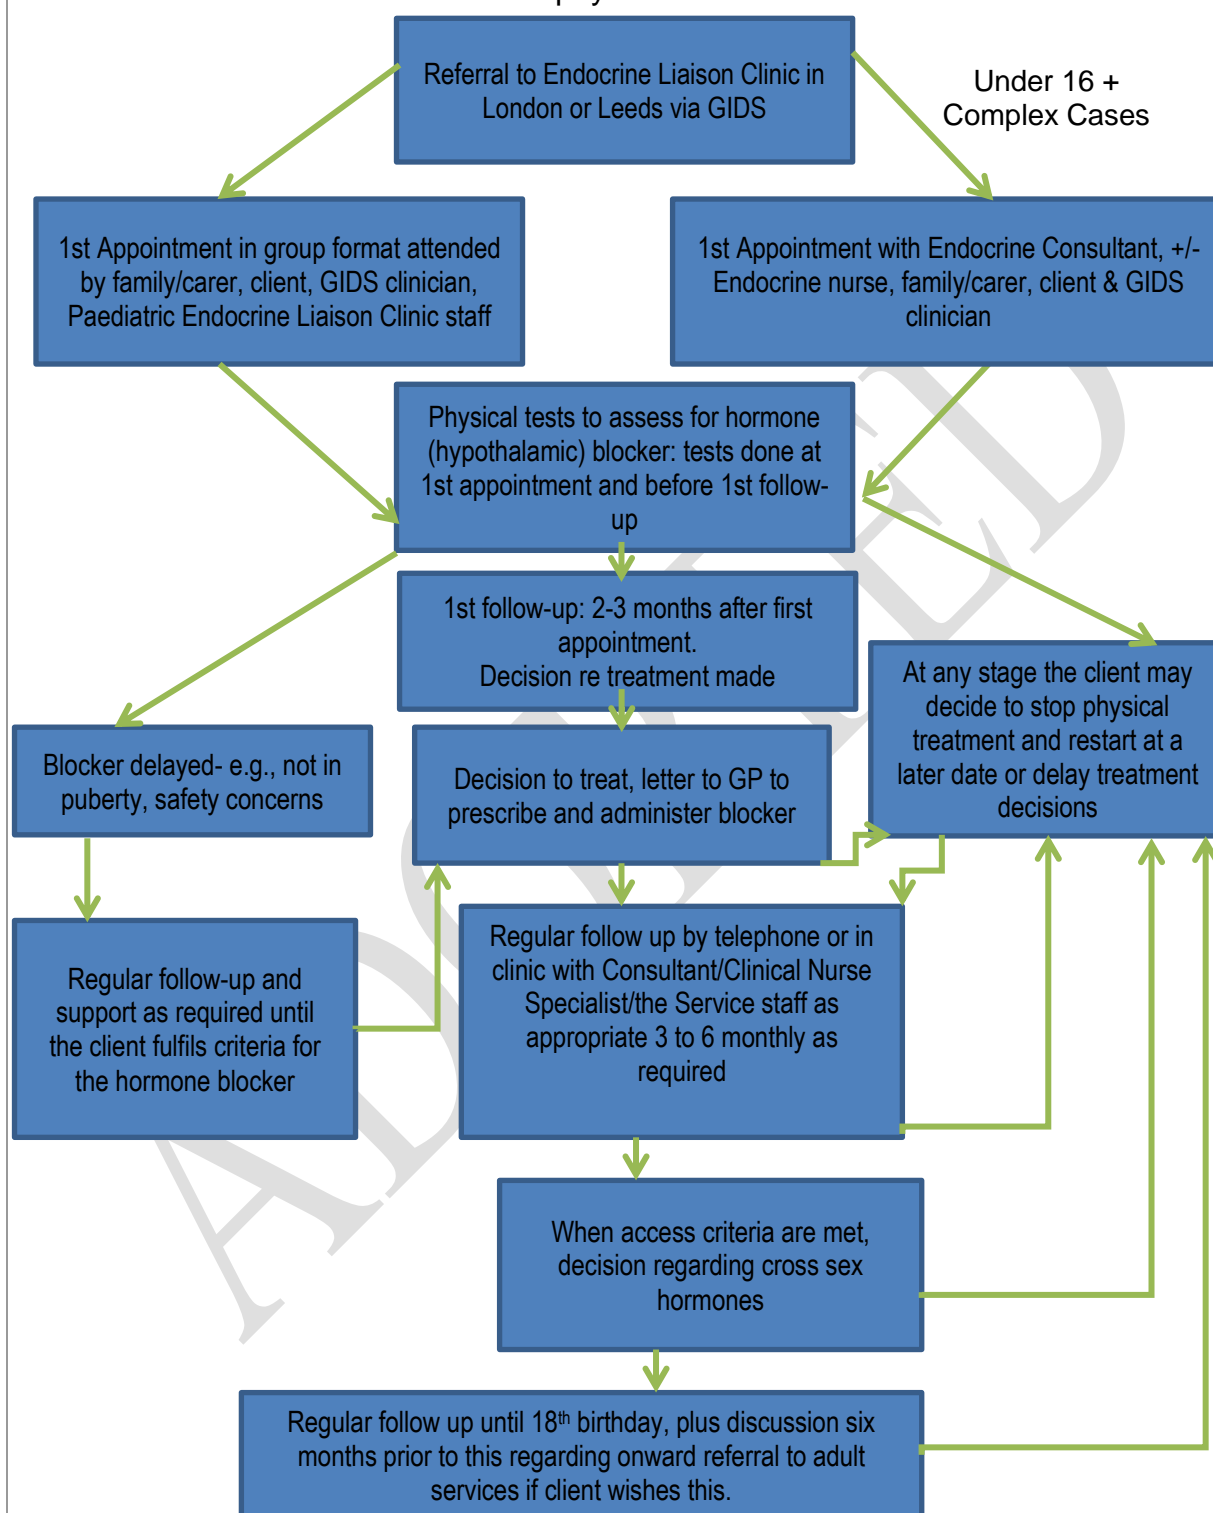 Referral to Endocrine Liaison Clinic in
London or Leeds via GIDS
Under 16 +
Complex Cases
1st Appointment in group format attended
by family/carer, client, GIDS clinician,
Paediatric Endocrine Liaison Clinic staff
1st Appointment with Endocrine Consultant, +/-
Endocrine nurse, family/carer, client & GIDS
clinician
Physical tests to assess for hormone
(hypothalamic) blocker: tests done at
1st appointment and before 1st follow-
up
1st follow-up: 2-3 months after first
appointment.
Decision re treatment made
At any stage the client may
decide to stop physical
treatment and restart at a
later date or delay treatment
decisions
Blocker delayed- e.g., not in
puberty, safety concerns
Decision to treat, letter to GP to
prescribe and administer blocker
Regular follow-up and
support as required until
the client fulfils criteria for
the hormone blocker
Regular follow up by telephone or in
clinic with Consultant/Clinical Nurse
Specialist/the Service staff as
appropriate 3 to 6 monthly as
required
When access criteria are met,
decision regarding cross sex
hormones
Regular follow up until 18th birthday, plus discussion six
months prior to this regarding onward referral to adult
services if client wishes this.